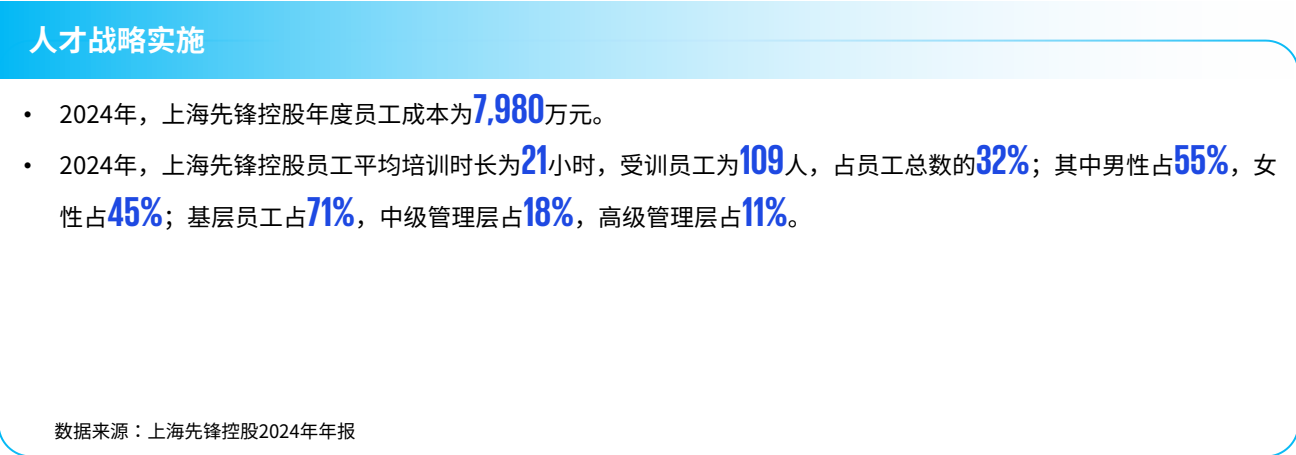 人才战略实施
• 2024年，上海先锋控股年度员工成本为7,980万元。
• 2024年，上海先锋控股员工平均培训时长为21小时，受训员工为109人，占员工总数的32%；其中男性占55%，女
性占45%；基层员工占71%，中级管理层占18%，高级管理层占11%。
数据来源：上海先锋控股2024年年报